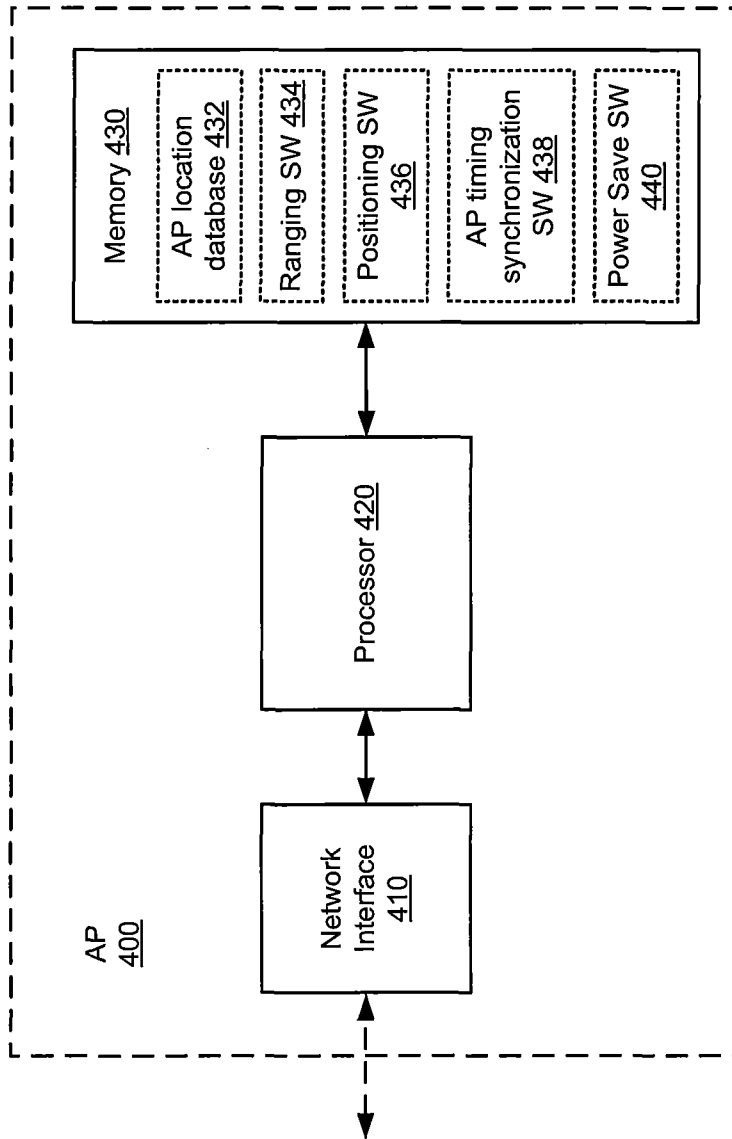 AP
400
Network
Interface
410
Processor 420
Memory 430
AP location
database 432
Ranging SW 434
Positioning SW
436
AP timing
synchronization
SW 438
Power Save SW
440